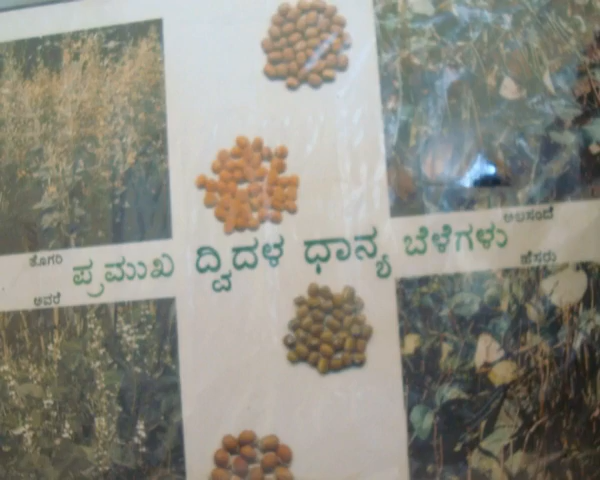 ಅಲಸಂದೆ
ತೊಗರಿ
ಪ್ರಮುಖ ದ್ವಿದಳ ಧಾನ್ಯ ಬೆಳೆಗಳು
ಹೆಸರು
ಅವರೆ